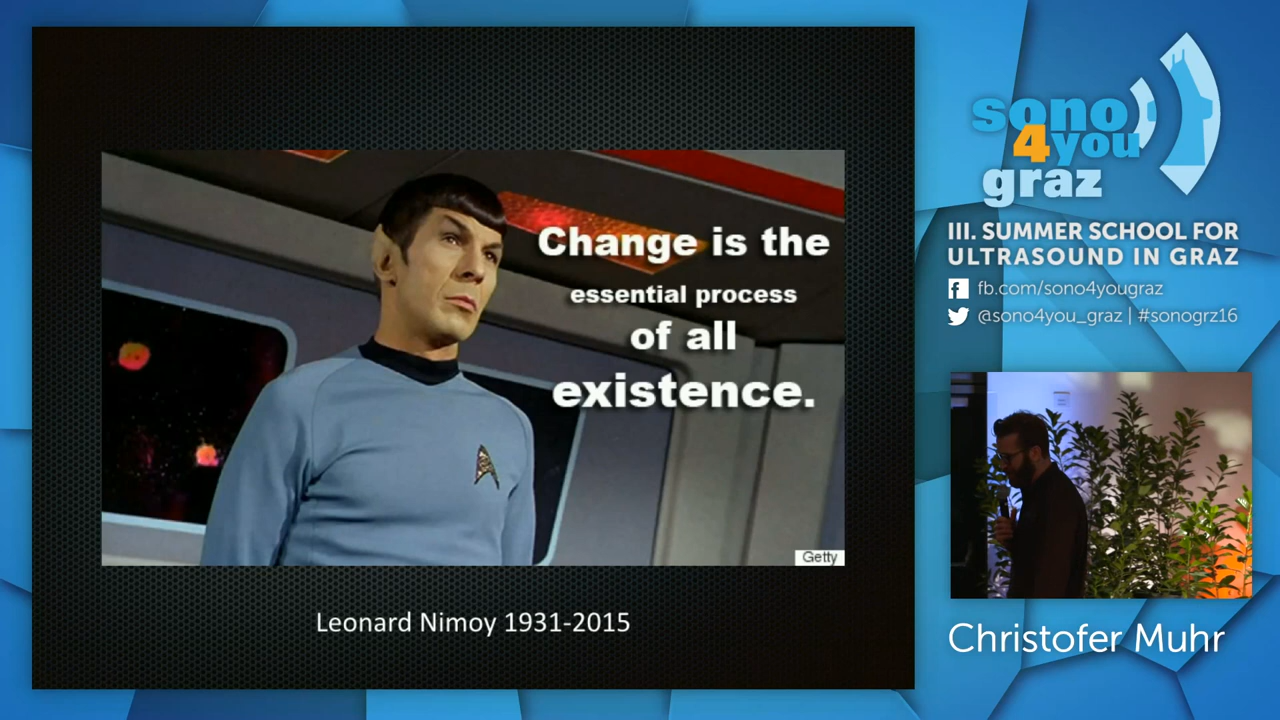 Change is the
essential process
of all
existence.
Getty
Leonard Nimoy 1931-2015
sono
4you
graz
III. SUMMER SCHOOL FOR
ULTRASOUND IN GRAZ
fb.com/sono4yougraz
@sono4you_graz | #sonogrz16
Christofer Muhr